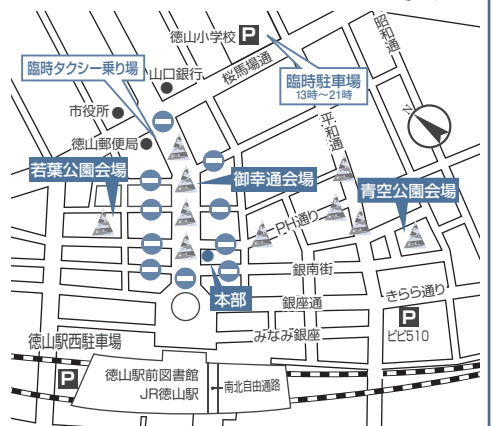 徳山小学校 P
昭和通
臨時タクシー乗り場
山口銀行
桜馬場通
臨時駐車場
13時～21時
市役所
平和通
N
徳山郵便局
若葉公園会場
御幸通会場
青空公園会場
PH通り
銀南街
本部
銀座通
きらら通り
P
ピピ510
みなみ銀座
徳山駅西駐車場
P
徳山駅前図書館
JR徳山駅
南北自由通路